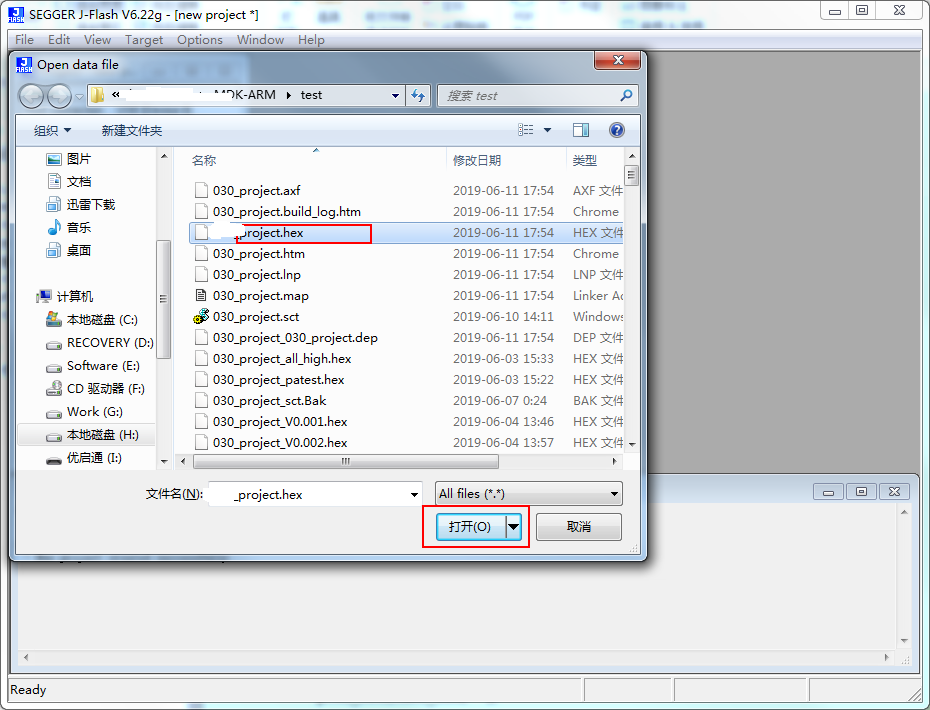 SEGGER J-Flash V6.22g - [new project *]
File Edit View Target Options Window Help
Open data file
« MDK-ARM test
搜索 test
组织 新建文件夹
图片
文档
迅雷下载
音乐
桌面
计算机
本地磁盘 (C:)
RECOVERY (D:)
Software (E:)
CD 驱动器 (F:)
Work (G:)
本地磁盘 (H:)
优启通 (I:)
名称 修改日期 类型
030_project.axf 2019-06-11 17:54 AXF 文件
030_project.build_log.htm 2019-06-11 17:54 Chrome
_project.hex 2019-06-11 17:54 HEX 文件
030_project.htm 2019-06-11 17:54 Chrome
030_project.lnp 2019-06-11 17:54 LNP 文件
030_project.map 2019-06-11 17:54 Linker Ad
030_project.sct 2019-06-10 14:11 Windows
030_project_030_project.dep 2019-06-11 17:54 DEP 文件
030_project_all_high.hex 2019-06-03 15:33 HEX 文件
030_project_patest.hex 2019-06-03 15:22 HEX 文件
030_project_sct.Bak 2019-06-07 0:24 BAK 文件
030_project_V0.001.hex 2019-06-04 13:46 HEX 文件
030_project_V0.002.hex 2019-06-04 13:57 HEX 文件
文件名(N): _project.hex All files (*.*)
打开(O) 取消
Ready